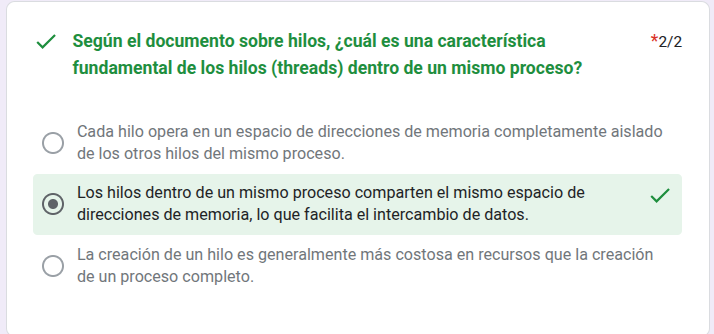 Según el documento sobre hilos, ¿cuál es una característica *2/2
fundamental de los hilos (threads) dentro de un mismo proceso?
Cada hilo opera en un espacio de direcciones de memoria completamente aislado
de los otros hilos del mismo proceso.
Los hilos dentro de un mismo proceso comparten el mismo espacio de
direcciones de memoria, lo que facilita el intercambio de datos.
La creación de un hilo es generalmente más costosa en recursos que la creación
de un proceso completo.